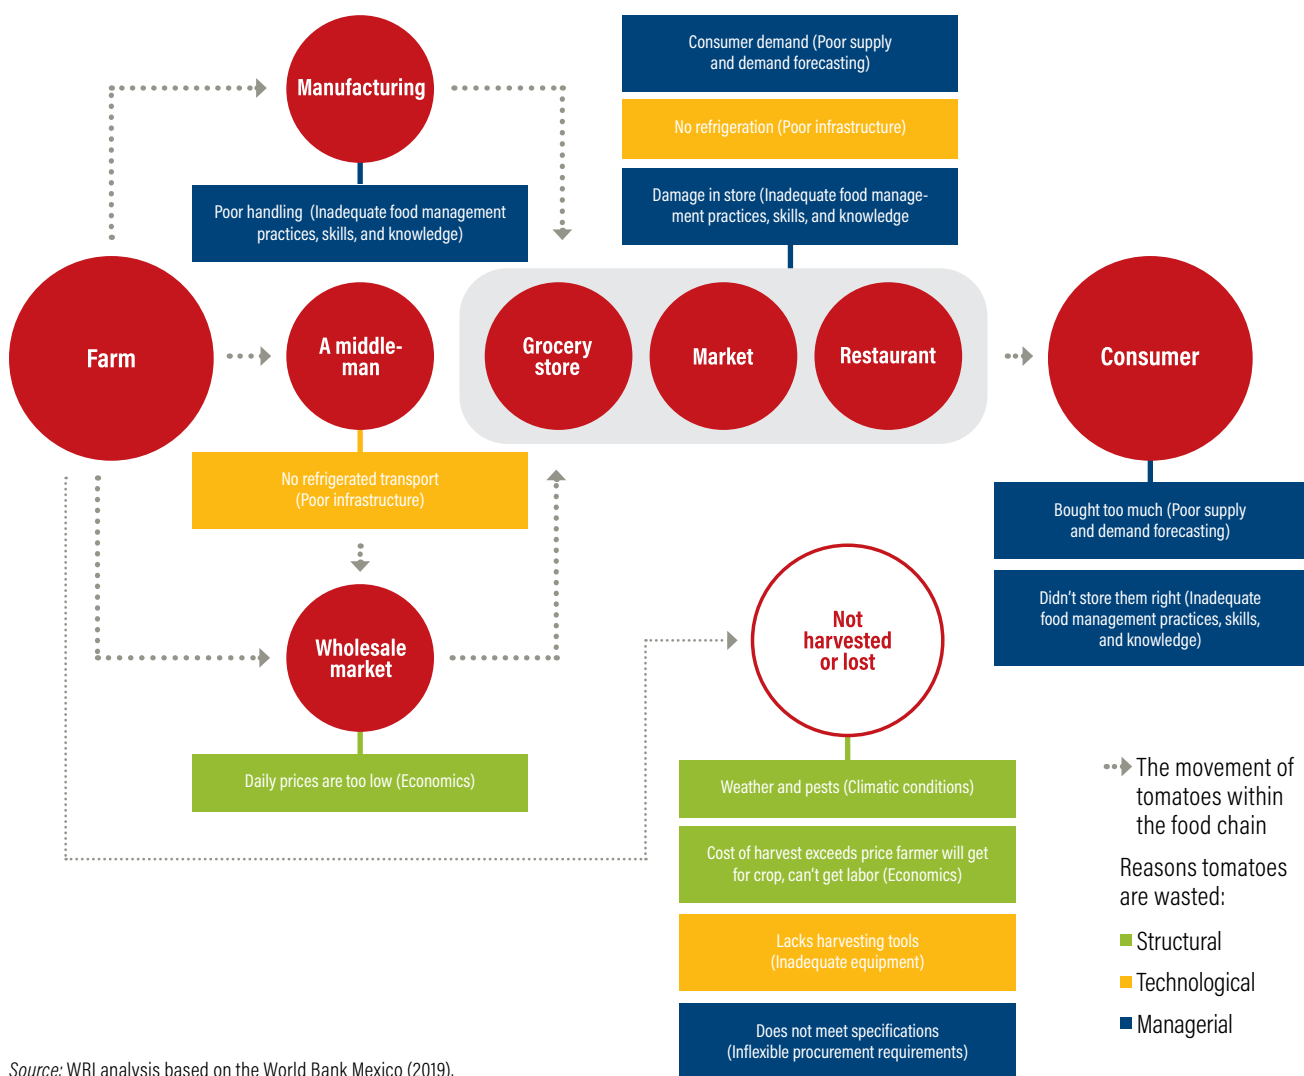 Manufacturing
Consumer demand (Poor supply
and demand forecasting)
No refrigeration (Poor infrastructure)
Damage in store (Inadequate food manage-
ment practices, skills, and knowledge
Poor handling  (Inadequate food management
practices, skills, and knowledge)
Farm
A middle-
man
Grocery
store
Market
Restaurant
Consumer
No refrigerated transport
(Poor infrastructure)
Bought too much (Poor supply
and demand forecasting)
Didn’t store them right (Inadequate
food management practices, skills,
and knowledge)
Wholesale
market
Not
harvested
or lost
Daily prices are too low (Economics)
Weather and pests (Climatic conditions)
Cost of harvest exceeds price farmer will get
for crop, can’t get labor (Economics)
Lacks harvesting tools
(Inadequate equipment)
Does not meet specifications
(Inflexible procurement requirements)
The movement of
tomatoes within
the food chain
Reasons tomatoes
are wasted:
Structural
Technological
Managerial
Source: WRI analysis based on the World Bank Mexico (2019).